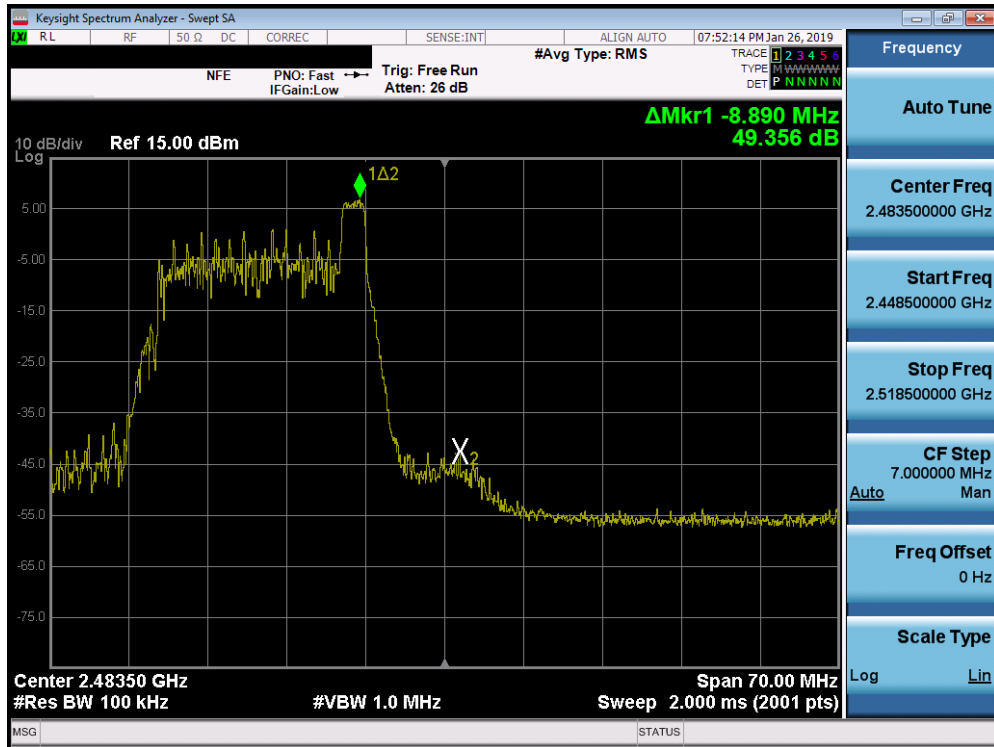 Keysight Spectrum Analyzer - Swept SA
LXI RL RF 50 Ω DC CORREC SENSE:INT ALIGN AUTO 07:52:14 PM Jan 26, 2019
NFE PNO: Fast Trig: Free Run #Avg Type: RMS TRACE 1 2 3 4 5 6
IFGain:Low Atten: 26 dB TYPE M W W W W W
DET P N N N N N
ΔMkr1 -8.890 MHz
49.356 dB
10 dB/div Ref 15.00 dBm
Log
1Δ2
5.00
-5.00
-15.0
-25.0
-35.0
-45.0
X2
-55.0
-65.0
-75.0
Center 2.48350 GHz Span 70.00 MHz
#Res BW 100 kHz #VBW 1.0 MHz Sweep 2.000 ms (2001 pts)
MSG STATUS
Frequency
Auto Tune
Center Freq
2.483500000 GHz
Start Freq
2.448500000 GHz
Stop Freq
2.518500000 GHz
CF Step
7.000000 MHz
Auto Man
Freq Offset
0 Hz
Scale Type
Log Lin